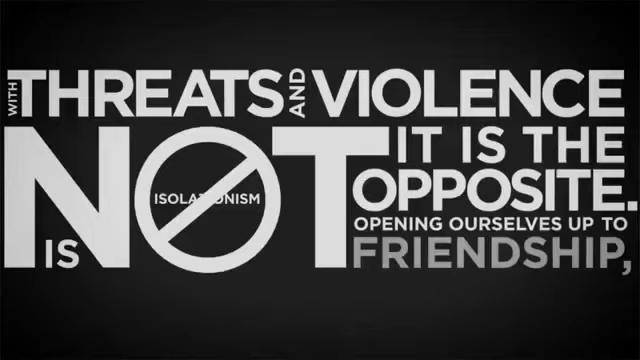 WITH THREATS AND VIOLENCE
IS NOT ISOLATIONISM
IT IS THE
OPPOSITE.
OPENING OURSELVES UP TO
FRIENDSHIP,